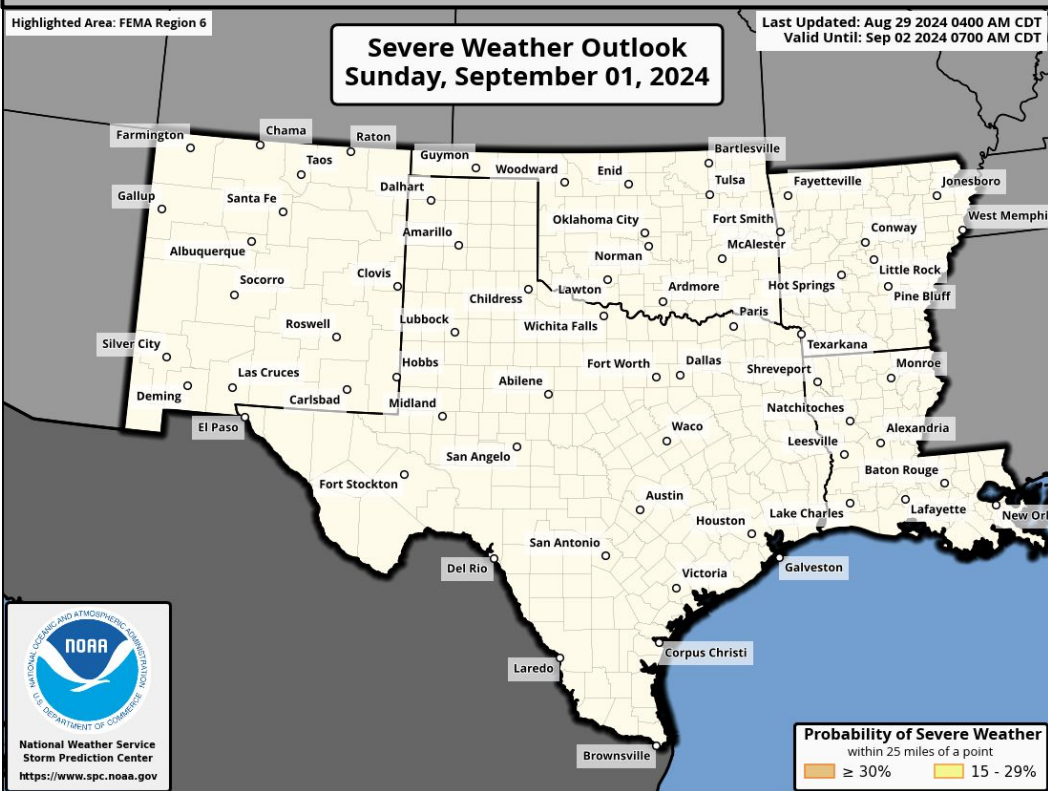 Highlighted Area: FEMA Region 6
Last Updated: Aug 29 2024 0400 AM CDT
Valid Until: Sep 02 2024 0700 AM CDT
Severe Weather Outlook
Sunday, September 01, 2024
Farmington
Chama
Raton
Taos
Gallup
Santa Fe
Albuquerque
Socorro
Clovis
Roswell
Silver City
Las Cruces
Hobbs
Deming
Carlsbad
El Paso
Guymon
Woodward
Enid
Bartlesville
Tulsa
Dalhart
Oklahoma City
Fort Smith
Amarillo
Norman
McAlester
Childress
Lawton
Ardmore
Fayetteville
Jonesboro
West Memphi
Conway
Little Rock
Hot Springs
Pine Bluff
Lubbock
Wichita Falls
Paris
Texarkana
Fort Worth
Dallas
Shreveport
Monroe
Abilene
Midland
Natchitoches
Waco
Leesville
Alexandria
San Angelo
Fort Stockton
Baton Rouge
Austin
Houston
Lake Charles
Lafayette
New Orl
San Antonio
Del Rio
Galveston
Victoria
Laredo
Corpus Christi
Brownsville
NATIONAL OCEANIC AND ATMOSPHERIC ADMINISTRATION
NOAA
U.S. DEPARTMENT OF COMMERCE
National Weather Service
Storm Prediction Center
https://www.spc.noaa.gov
Probability of Severe Weather
within 25 miles of a point
≥ 30%
15 - 29%